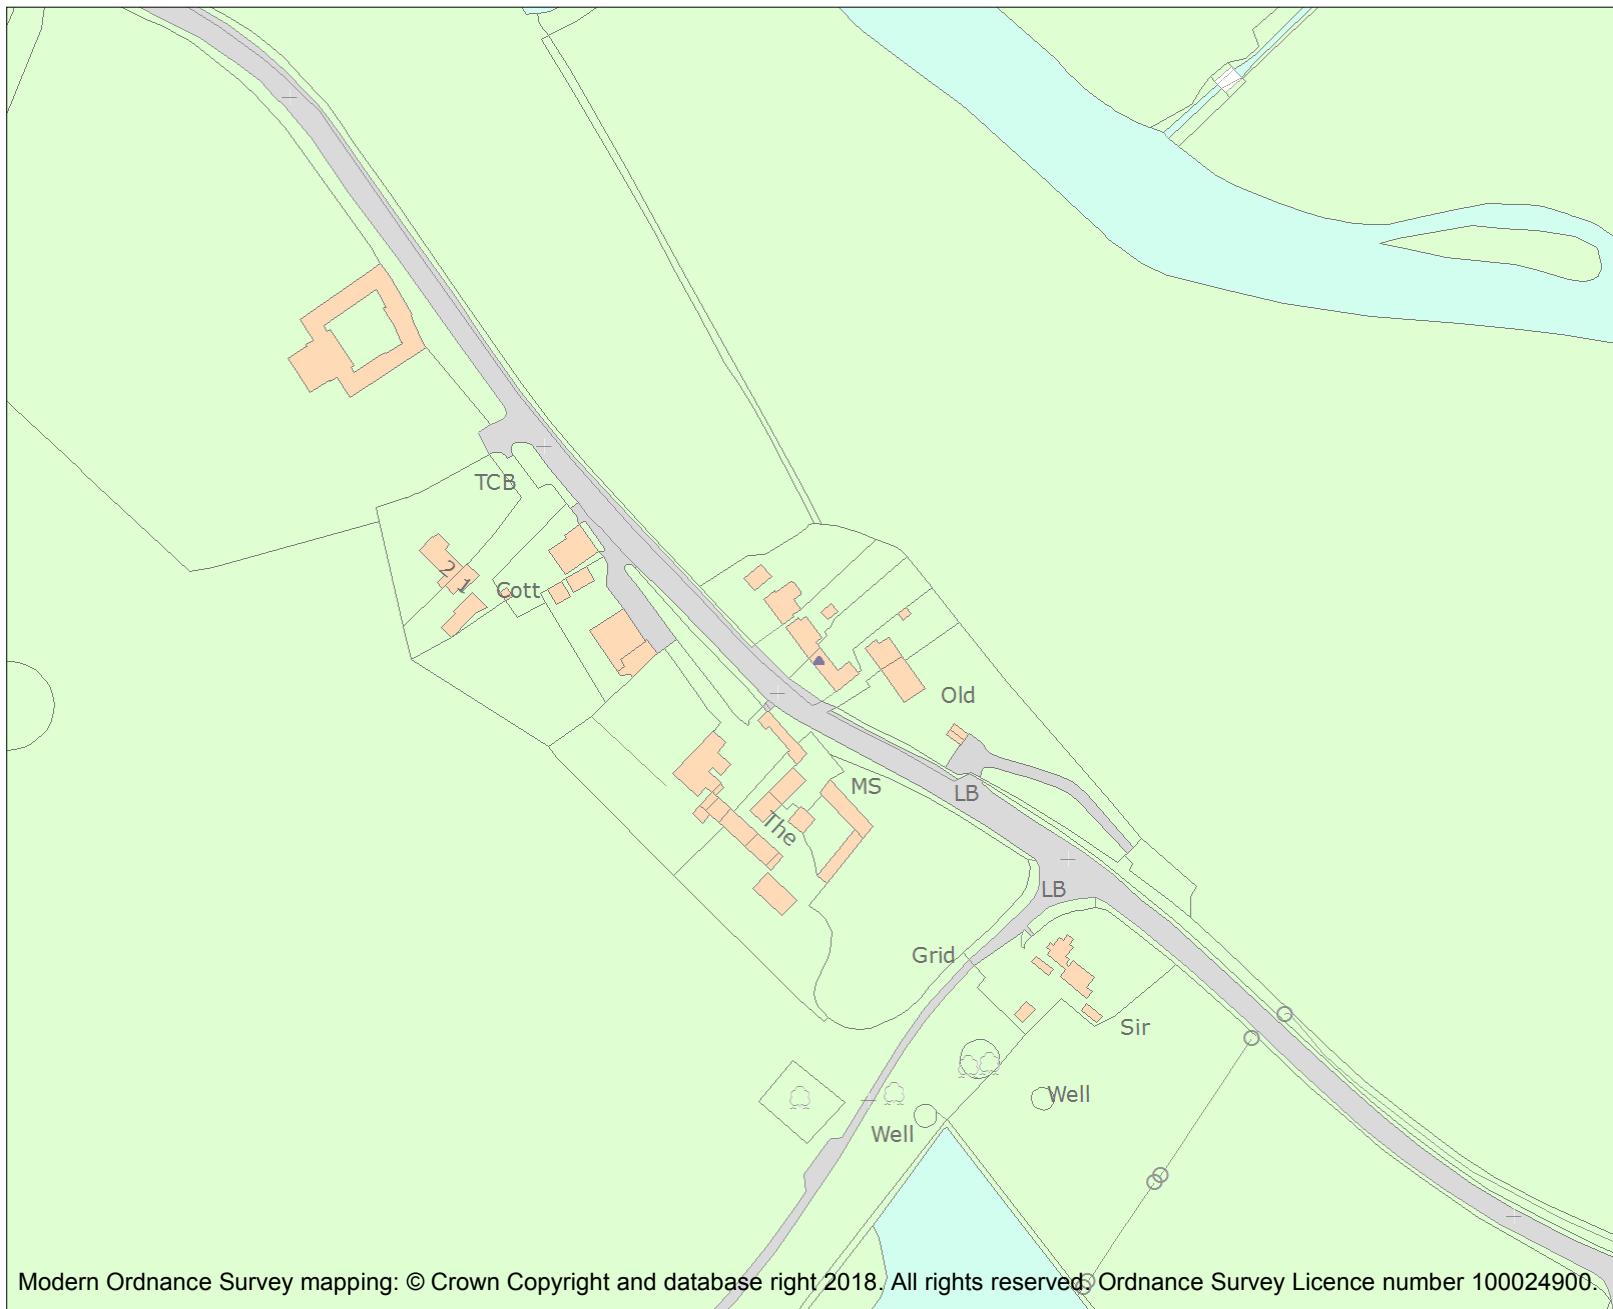 TCB
2
1
Cott
Old
MS
LB
The
LB
Grid
Sir
Well
Well
Modern Ordnance Survey mapping: © Crown Copyright and database right 2018. All rights reserved. Ordnance Survey Licence number 100024900.